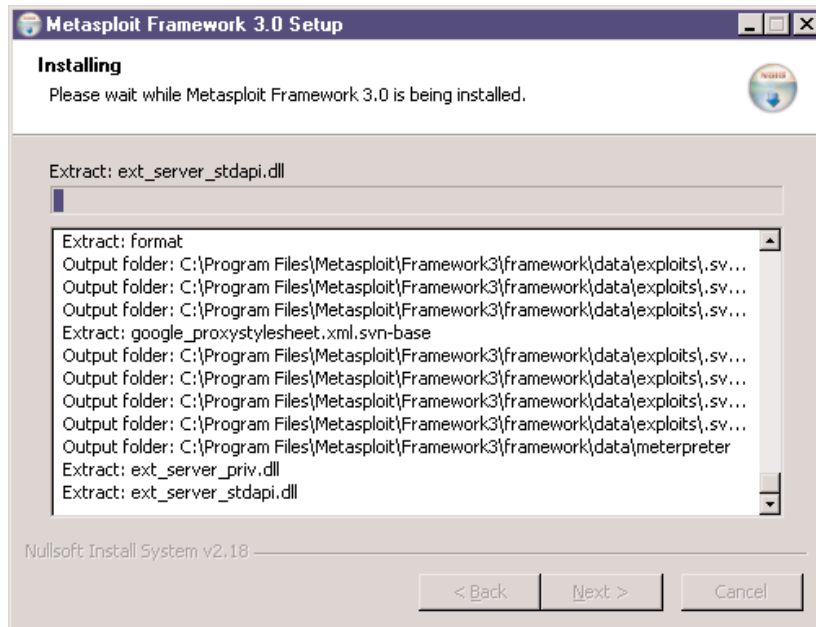 Metasploit Framework 3.0 Setup
Installing
Please wait while Metasploit Framework 3.0 is being installed.
Extract: ext_server_stdapi.dll
Extract: format
Output folder: C:\Program Files\Metasploit\Framework3\framework\data\exploits\.sv...
Output folder: C:\Program Files\Metasploit\Framework3\framework\data\exploits\.sv...
Output folder: C:\Program Files\Metasploit\Framework3\framework\data\exploits\.sv...
Extract: google_proxystylesheet.xml.svn-base
Output folder: C:\Program Files\Metasploit\Framework3\framework\data\exploits\.sv...
Output folder: C:\Program Files\Metasploit\Framework3\framework\data\exploits\.sv...
Output folder: C:\Program Files\Metasploit\Framework3\framework\data\exploits\.sv...
Output folder: C:\Program Files\Metasploit\Framework3\framework\data\exploits\.sv...
Output folder: C:\Program Files\Metasploit\Framework3\framework\data\meterpreter
Extract: ext_server_priv.dll
Extract: ext_server_stdapi.dll
Nullsoft Install System v2.18
< Back
Next >
Cancel